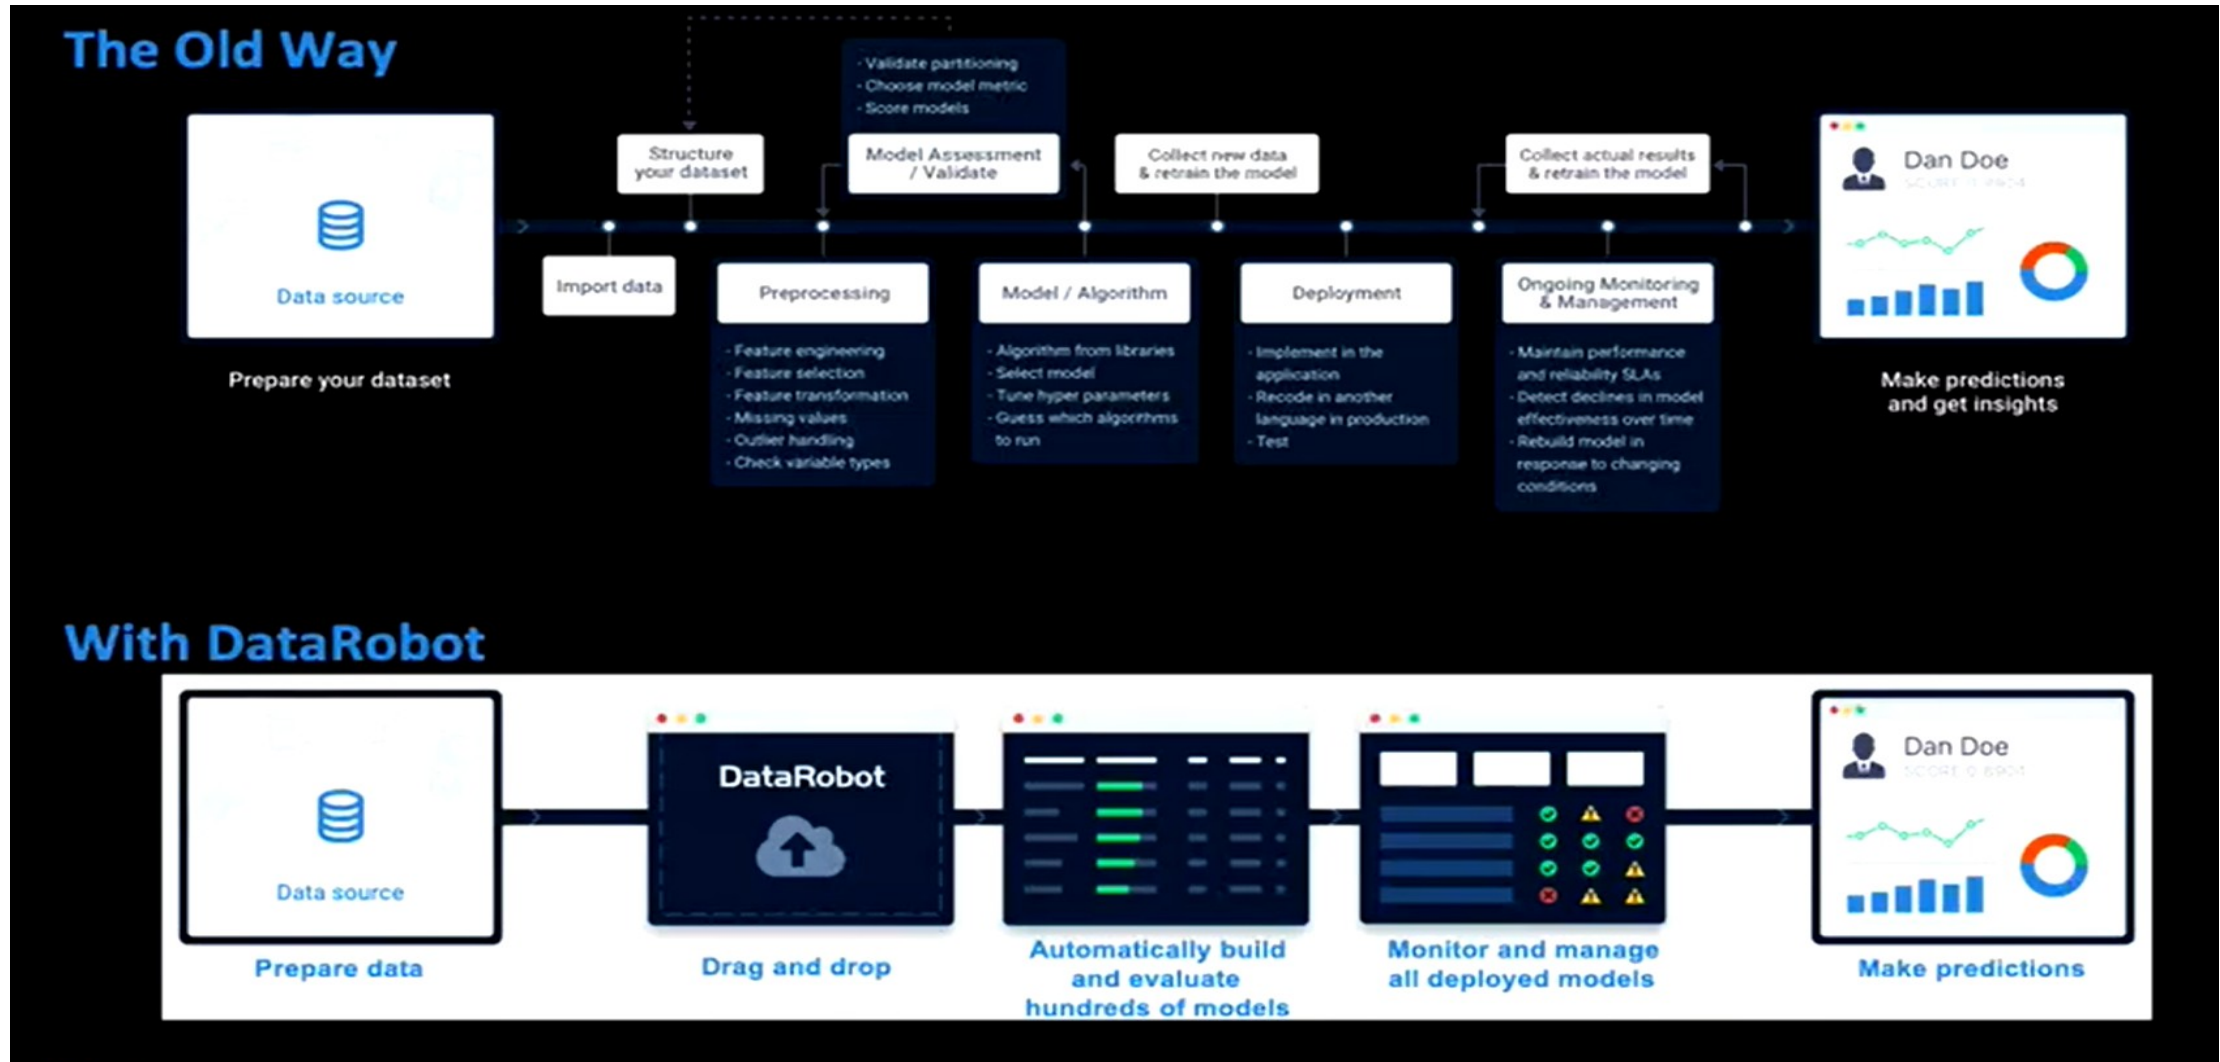 The Old Way
- Validate partitioning
- Choose model metric
- Score models
Structure
your dataset
Model Assessment
/ Validate
Collect new data
& retrain the model
Collect actual results
& retrain the model
Data source
Prepare your dataset
Import data
Preprocessing
- Feature engineering
- Feature selection
- Feature transformation
- Missing values
- Outlier handling
- Check variable types
Model / Algorithm
- Algorithm from libraries
- Select model
- Tune hyper parameters
- Guess which algorithms
to run
Deployment
- Implement in the
application
- Recode in another
language in production
- Test
Ongoing Monitoring
& Management
- Maintain performance
and reliability SLAs
- Detect declines in model
effectiveness over time
- Rebuild model in
response to changing
conditions
Dan Doe
Make predictions
and get insights
With DataRobot
Data source
Prepare data
DataRobot
Drag and drop
Automatically build
and evaluate
hundreds of models
Monitor and manage
all deployed models
Dan Doe
Make predictions